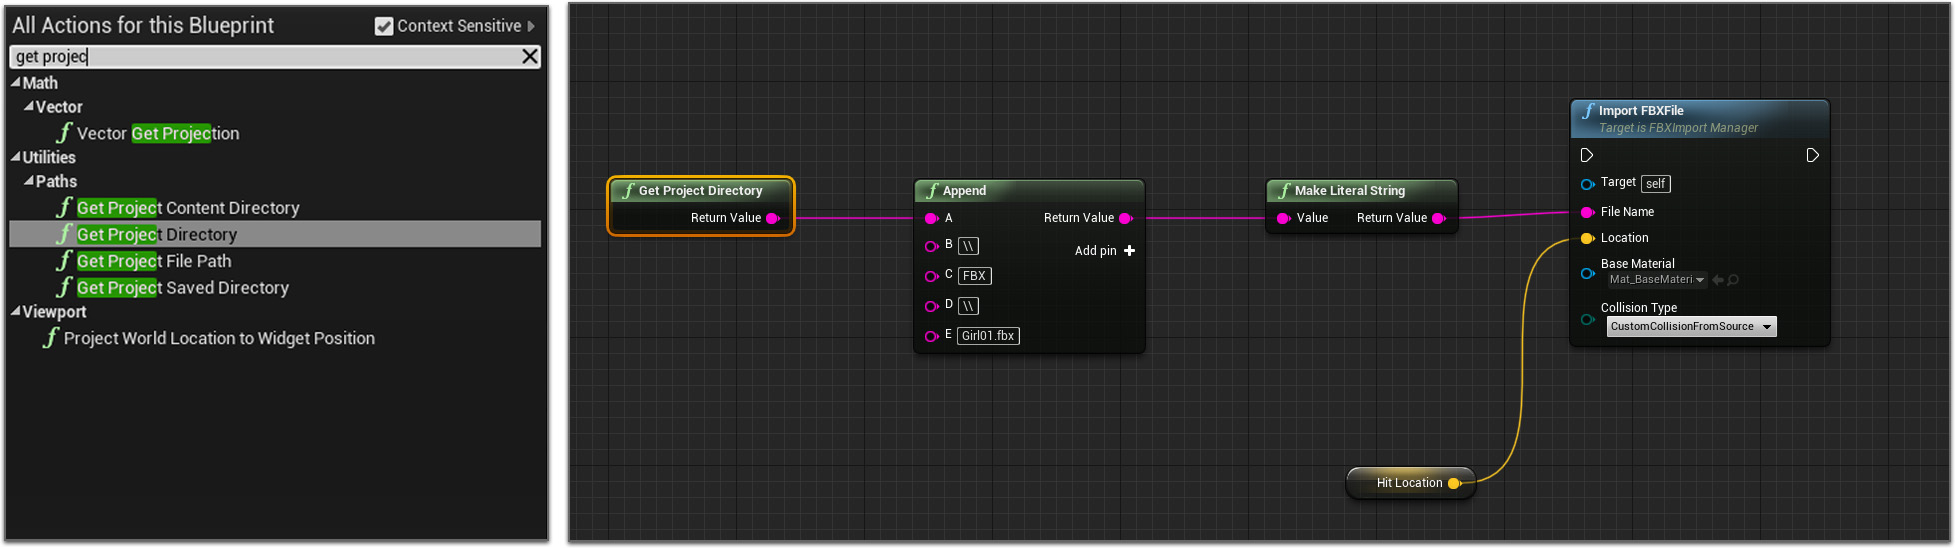 All Actions for this Blueprint
Context Sensitive
get projec
Math
Vector
Vector Get Projection
Utilities
Paths
Get Project Content Directory
Get Project Directory
Get Project File Path
Get Project Saved Directory
Viewport
Project World Location to Widget Position
Get Project Directory
Return Value
Append
A
Return Value
B \\
Add pin
C FBX
D \\
E Girl01.fbx
Make Literal String
Value Return Value
Import FBXFile
Target is FBXImport Manager
Target self
File Name
Location
Base Material
Mat_BaseMateri
Collision Type
CustomCollisionFromSource
Hit Location